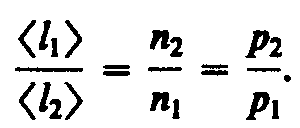 ⟨l₁⟩/⟨l₂⟩ = n₂/n₁ = p₂/p₁.